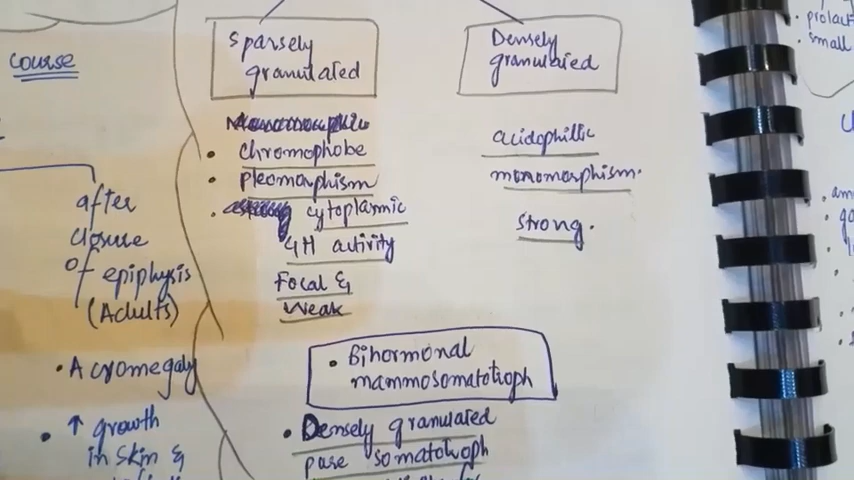 course
after
closure
of epiphysis
(Adults)
• Acromegaly
• ↑ growth
in skin &
Sparsely
granulated
• chromophobe
• pleomorphism
• cytoplasmic
GH activity
Focal &
Weak
Densely
granulated
acidophillic
monomorphism.
strong.
• Bihormonal
mammosomatotroph
• Densely granulated
pure somatotroph
• prolact
• small